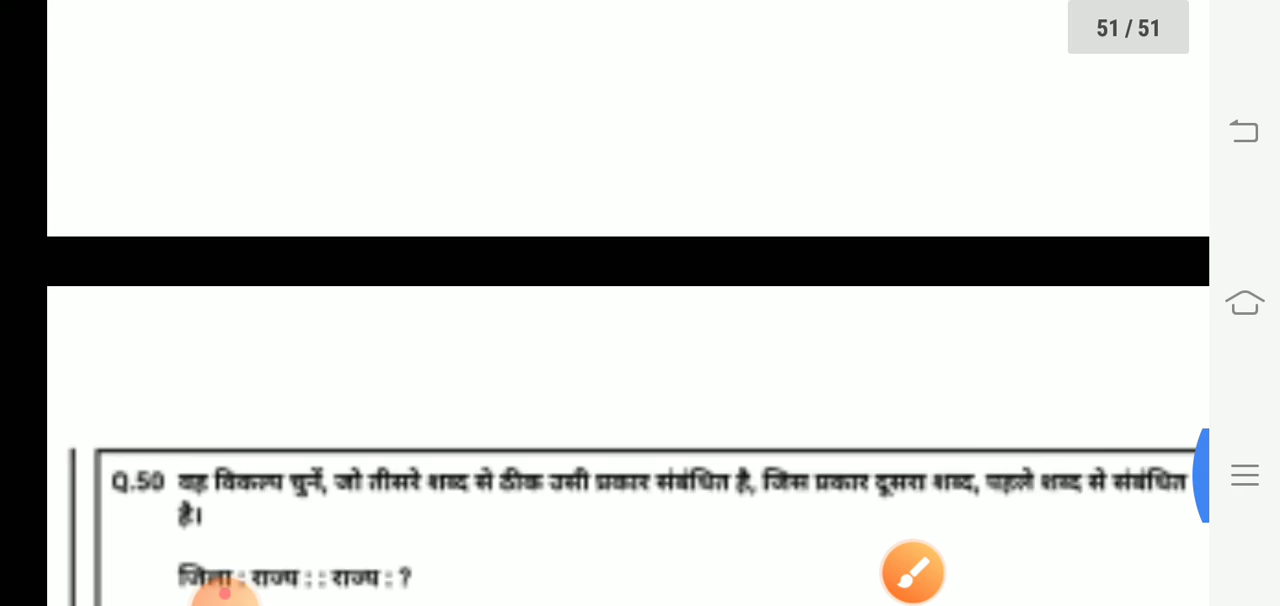 51 / 51
Q.50 वह विकल्प चुनें, जो तीसरे शब्द से ठीक उसी प्रकार संबंधित है, जिस प्रकार दूसरा शब्द, पहले शब्द से संबंधित
है।
जिला : राज्य : : राज्य : ?